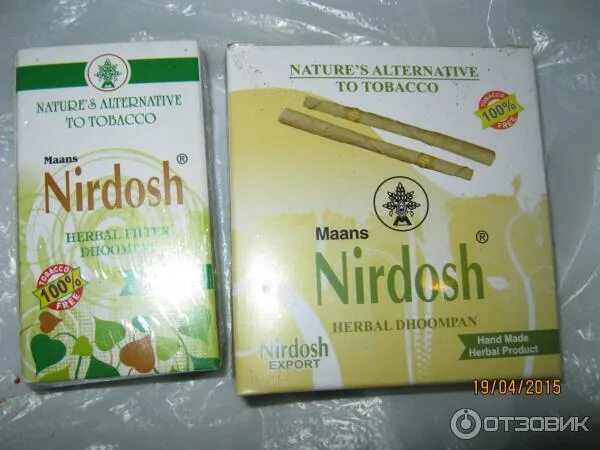 NATURE'S ALTERNATIVE
TO TOBACCO
Maans
Nirdosh®
HERBAL FILTER
DHOOMPAN
TOBACCO
100%
FREE
NATURE'S ALTERNATIVE
TO TOBACCO
TOBACCO
100%
FREE
Maans
Nirdosh®
HERBAL DHOOMPAN
Nirdosh
EXPORT
Hand Made
Herbal Product
19/04/2015
ОТЗОВИК